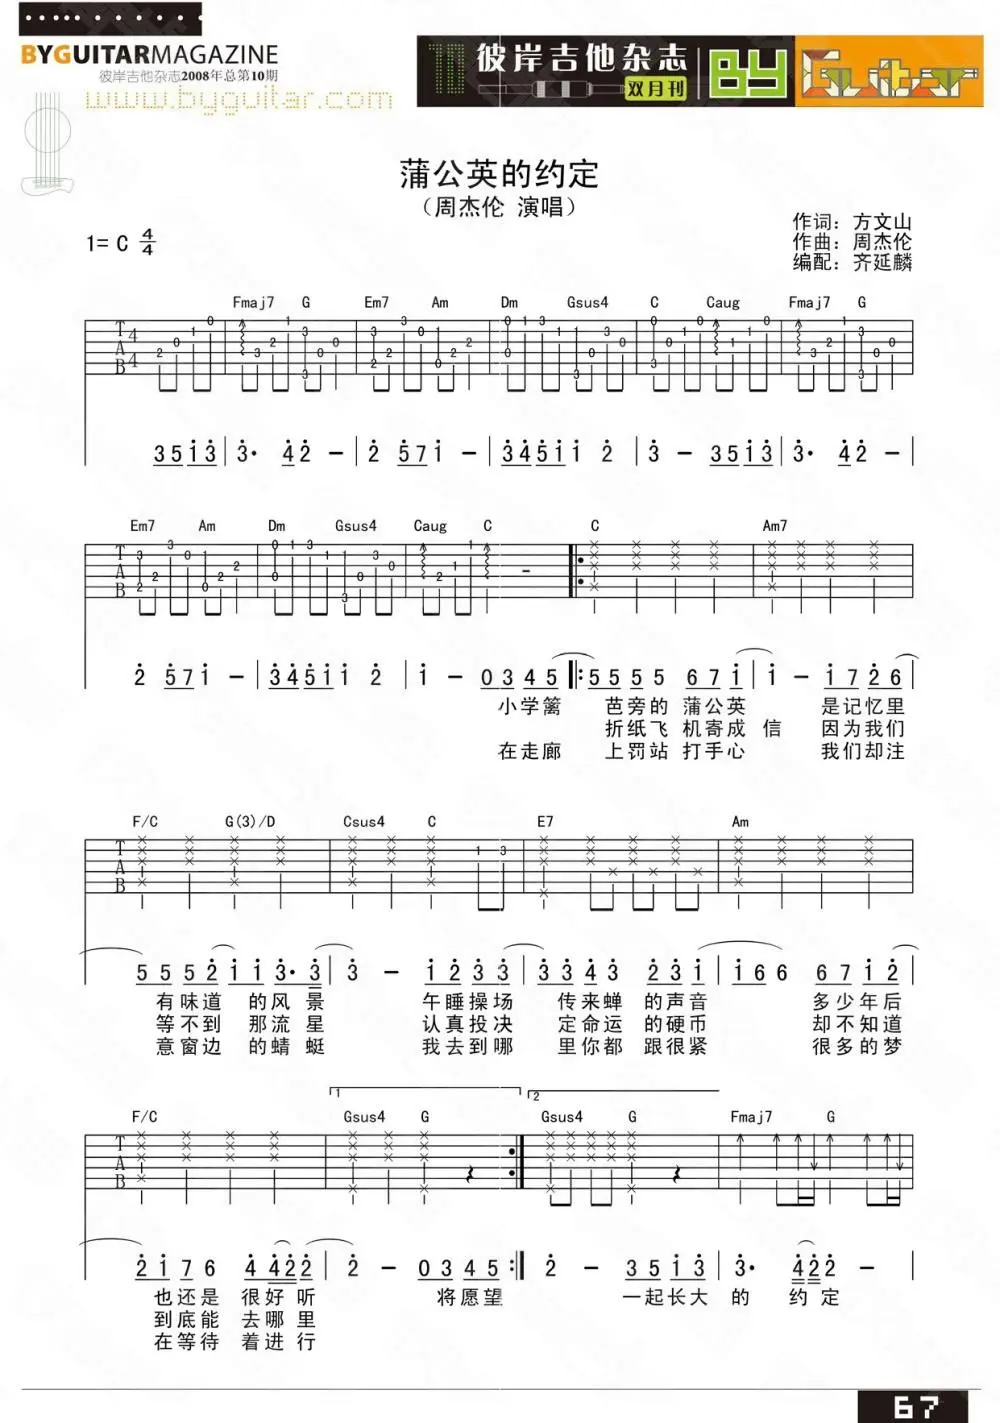 BYGUITARMAGAZINE
彼岸吉他杂志2008年总第10期
www.byguitar.com
10 彼岸吉他杂志 双月刊 BY Guitar
蒲公英的约定
（周杰伦 演唱）
1= C 4/4
作词：方文山
作曲：周杰伦
编配：齐延麟
Fmaj7 G Em7 Am Dm Gsus4 C Caug Fmaj7 G
TAB 4/4
3 5 1 3 | 3· 4 2 － | 2 5 7 1 － | 3 4 5 1 1 2 | 3 － 3 5 1 3 | 3· 4 2 － |
Em7 Am Dm Gsus4 Caug C C Am7
TAB
2 5 7 1 － | 3 4 5 1 1 2 | 1 － 0 3 4 5 |: 5 5 5 5 6 7 1 | 1 － 1 7 2 6 |
小学篱 芭旁的 蒲公英 是记忆里
折纸飞 机寄成 信 因为我们
在走廊 上罚站 打手心 我们却注
F/C G(3)/D Csus4 C E7 Am
TAB
5 5 5 2 1 1 3· 3 | 3 － 1 2 3 3 | 3 3 4 3 2 3 1 | 1 6 6 6 7 1 2 |
有味道 的风 景 午睡操场 传来蝉 的声音 多少年后
等不到 那流 星 认真投决 定命运 的硬币 却不知道
意窗边 的蜻 蜓 我去到哪 里你都 跟很紧 很多的梦
1 2
F/C Gsus4 G Gsus4 G Fmaj7 G
TAB
2 1 7 6 4 4 2 2 | 2 － 0 3 4 5 :| 2 － 3 5 1 3 | 3· 4 2 2 － |
也还是 很好听 将愿望 一起长大 的 约定
到底能 去哪里
在等待 着进行
67